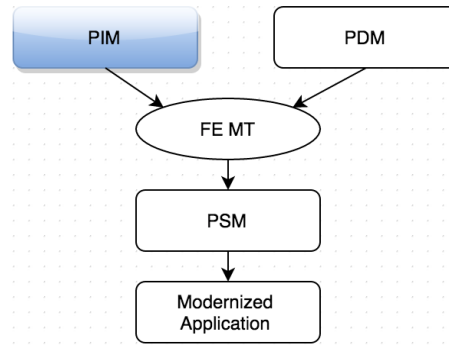 PIM
PDM
FE MT
PSM
Modernized
Application